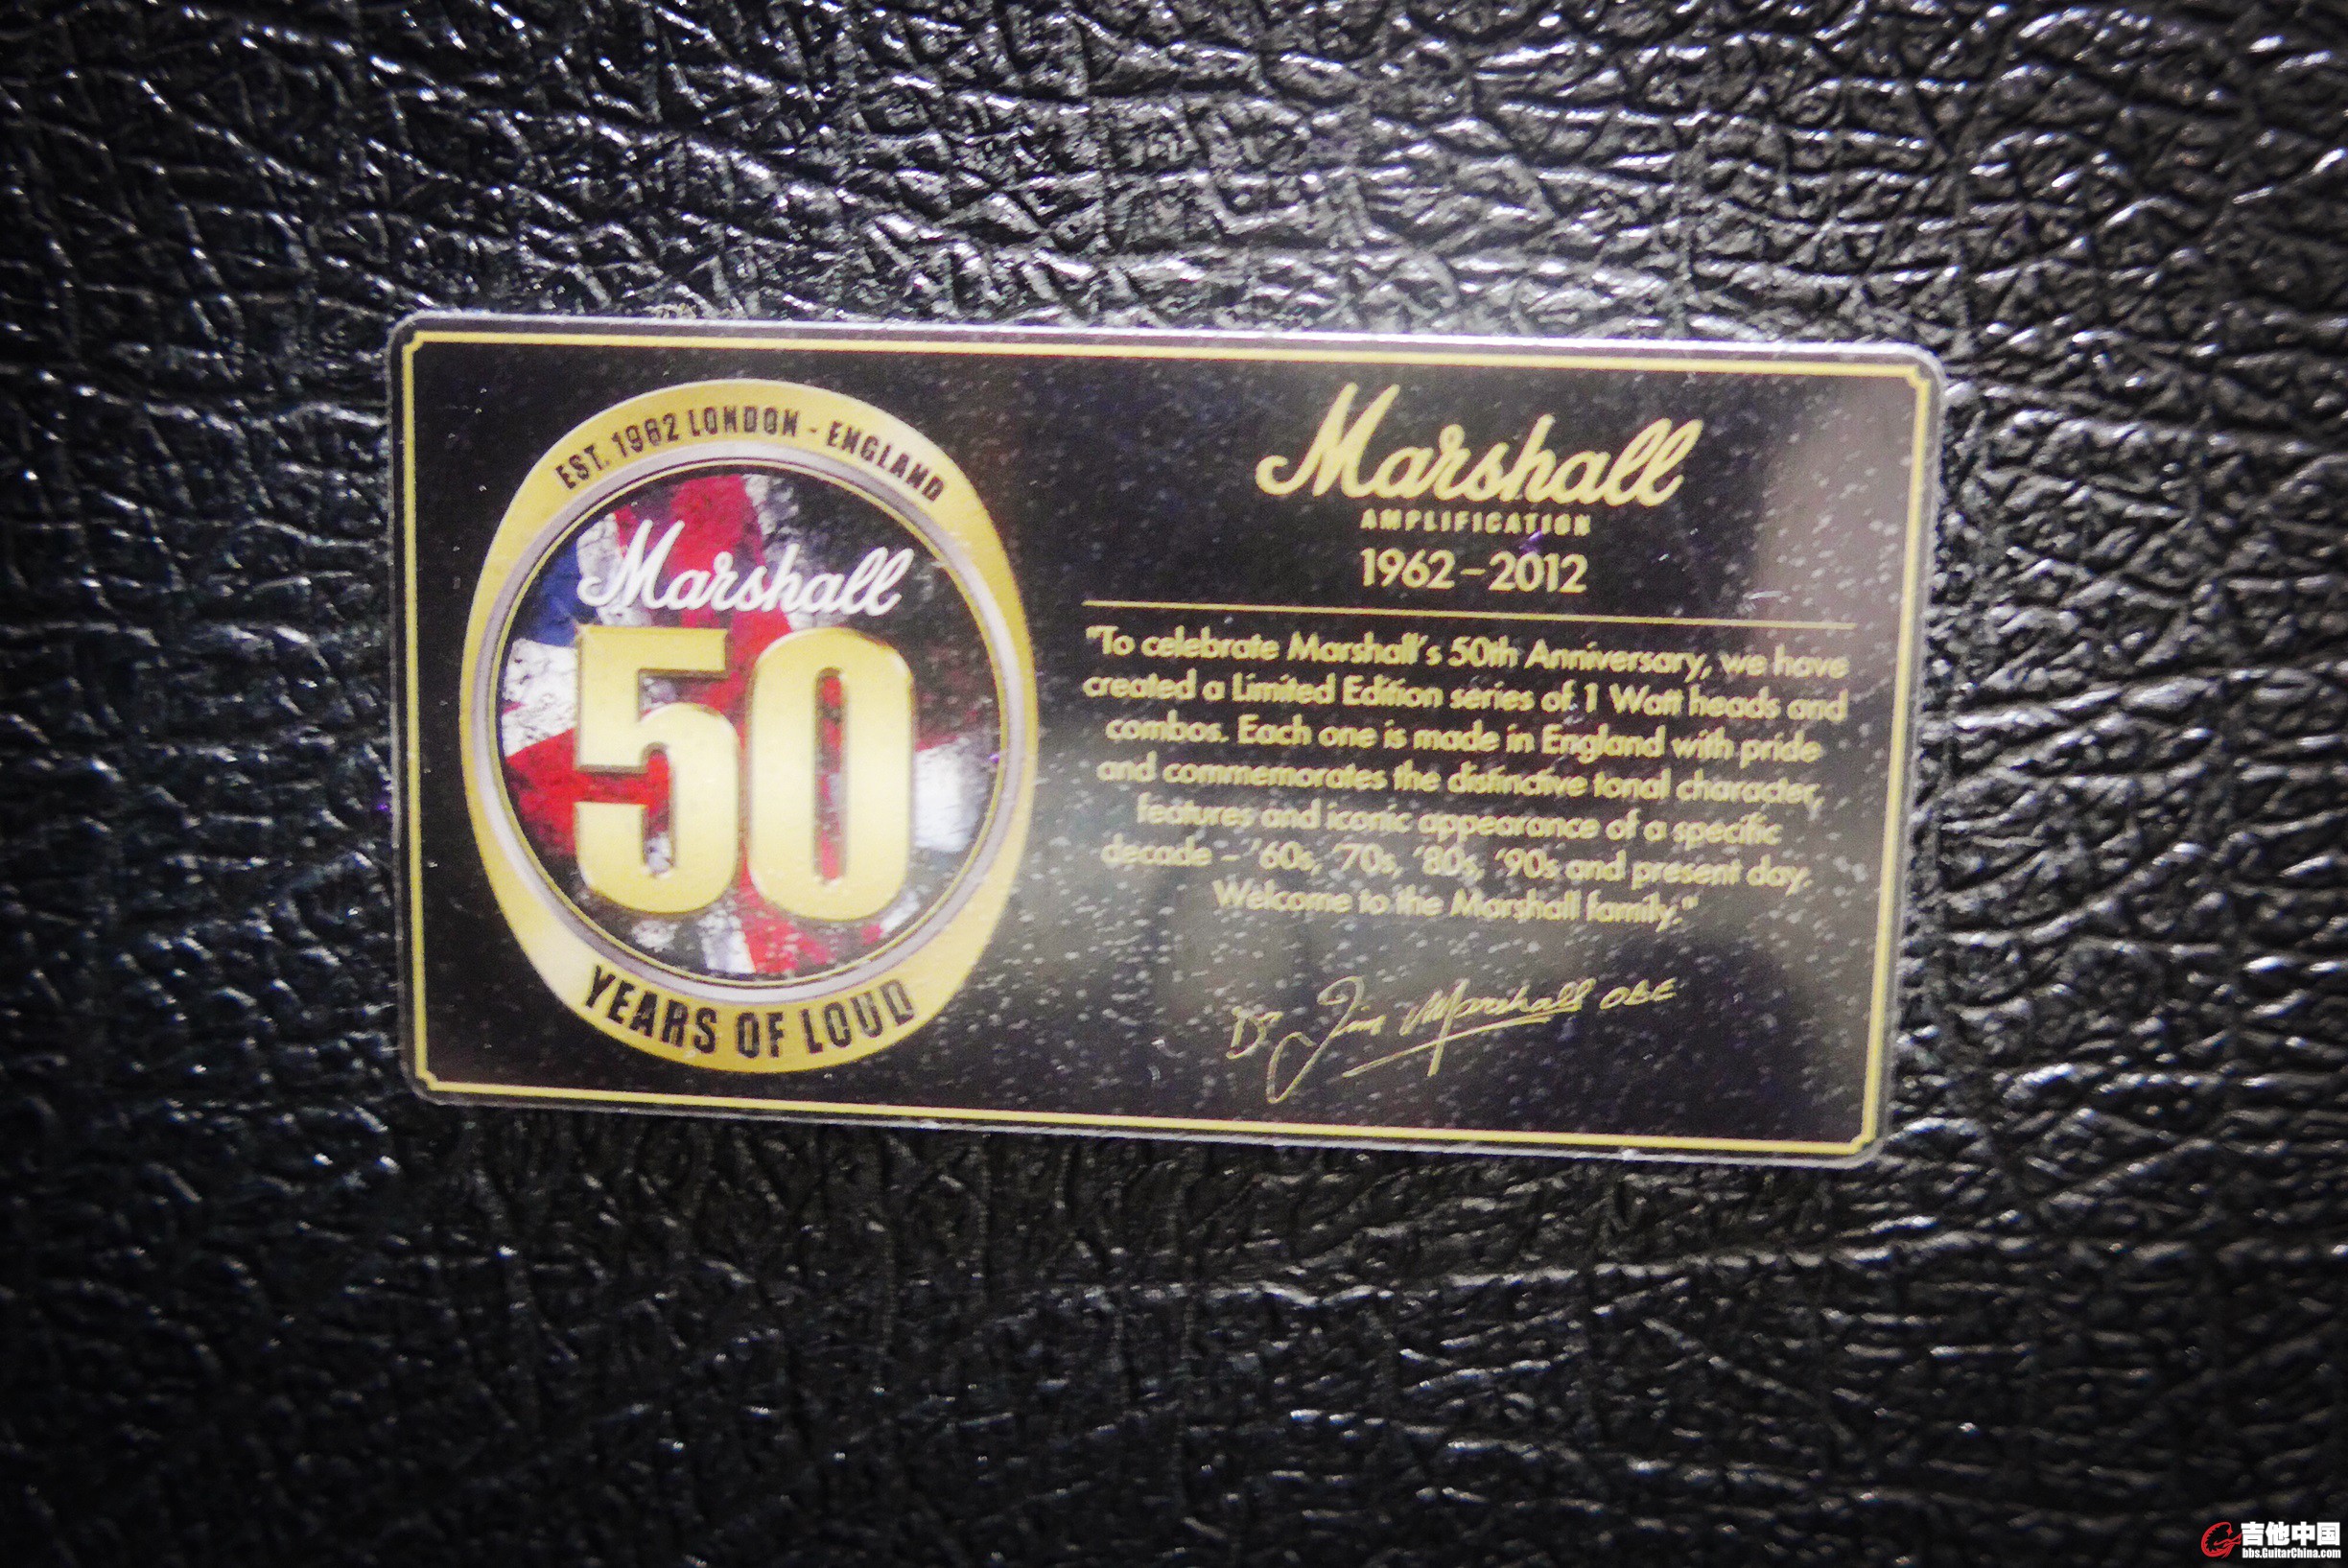 EST. 1962 LONDON - ENGLAND
Marshall
50
YEARS OF LOUD
Marshall
AMPLIFICATION
1962-2012
"To celebrate Marshall's 50th Anniversary, we have
created a Limited Edition series of 1 Watt heads and
combos. Each one is made in England with pride
and commemorates the distinctive tonal character,
features and iconic appearance of a specific
decade - '60s, '70s, '80s, '90s and present day.
Welcome to the Marshall family."
Dr Jim Marshall OBE
吉他中国
bbs.GuitarChina.com